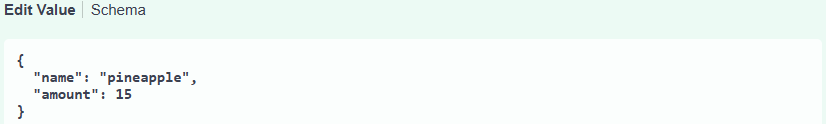 Edit Value | Schema
{
  "name": "pineapple",
  "amount": 15
}